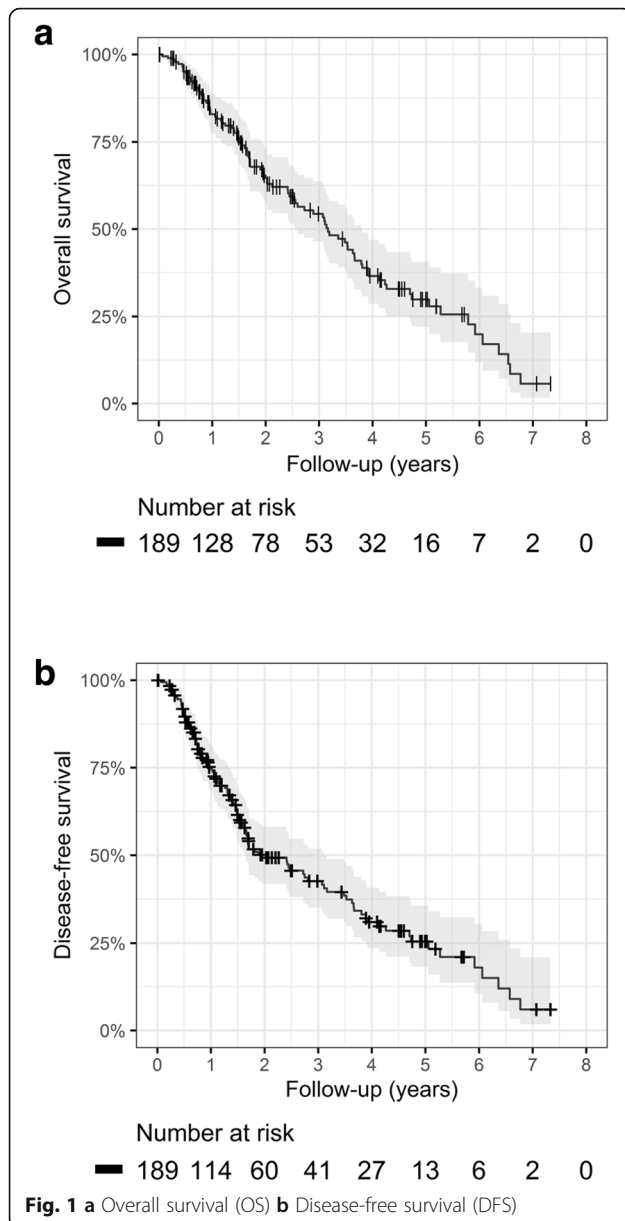 a
100%
75%
50%
25%
0%
Overall survival
0 1 2 3 4 5 6 7 8
Follow-up (years)
Number at risk
189 128 78 53 32 16 7 2 0
b
100%
75%
50%
25%
0%
Disease-free survival
0 1 2 3 4 5 6 7 8
Follow-up (years)
Number at risk
189 114 60 41 27 13 6 2 0
Fig. 1 a Overall survival (OS) b Disease-free survival (DFS)